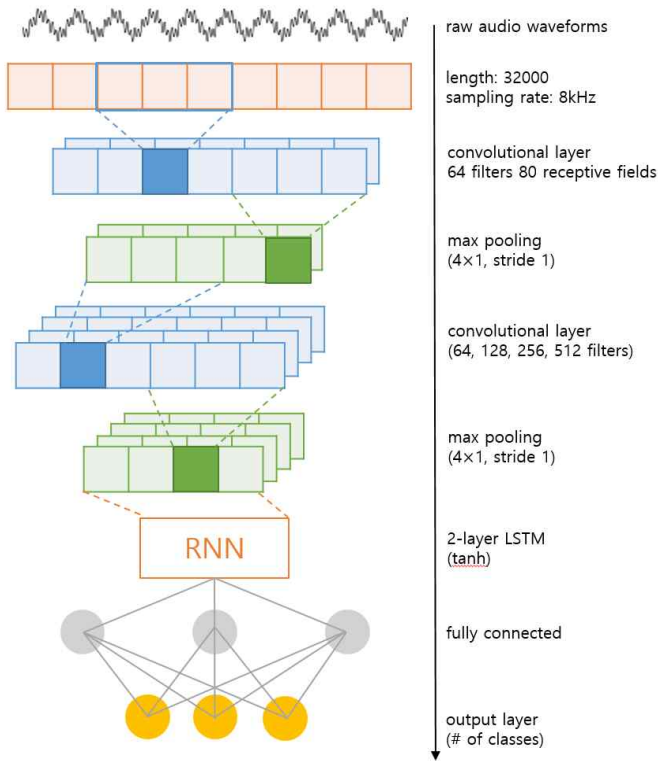 raw audio waveforms
length: 32000
sampling rate: 8kHz
convolutional layer
64 filters 80 receptive fields
max pooling
(4×1, stride 1)
convolutional layer
(64, 128, 256, 512 filters)
max pooling
(4×1, stride 1)
RNN
2-layer LSTM
(tanh)
fully connected
output layer
(# of classes)